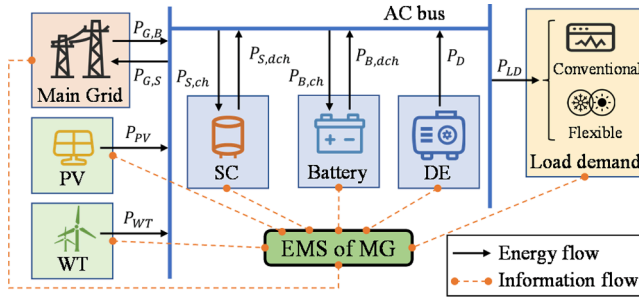 AC bus
P_{G,B}
P_{G,S}
Main Grid
P_{S,ch}
P_{S,dch}
P_{B,ch}
P_{B,dch}
P_D
P_{LD}
Conventional
Flexible
Load demand
P_{PV}
PV
SC
Battery
DE
P_{WT}
WT
EMS of MG
Energy flow
Information flow